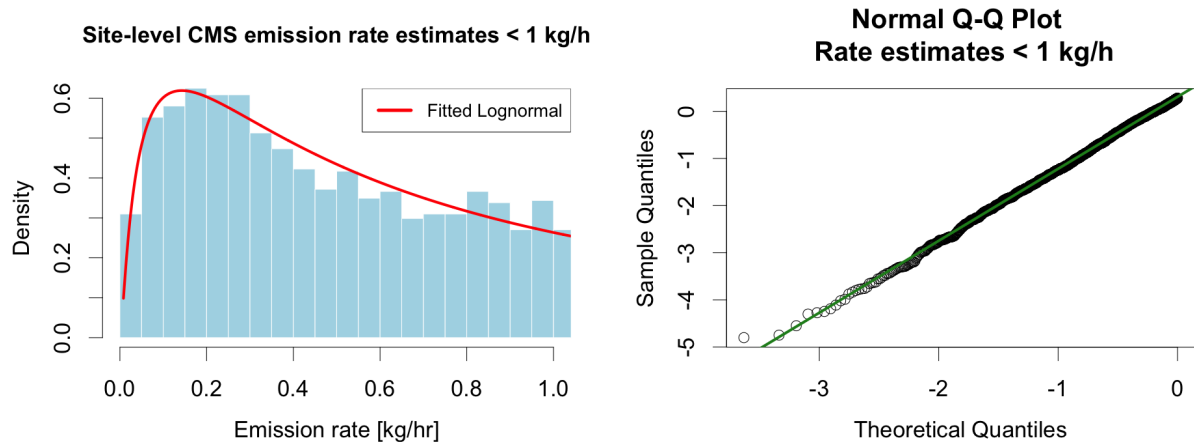 Site-level CMS emission rate estimates < 1 kg/h
Density
0.0
0.2
0.4
0.6
Fitted Lognormal
0.0
0.2
0.4
0.6
0.8
1.0
Emission rate [kg/hr]
Normal Q-Q Plot
Rate estimates < 1 kg/h
Sample Quantiles
0
-1
-2
-3
-4
-5
-3
-2
-1
0
Theoretical Quantiles